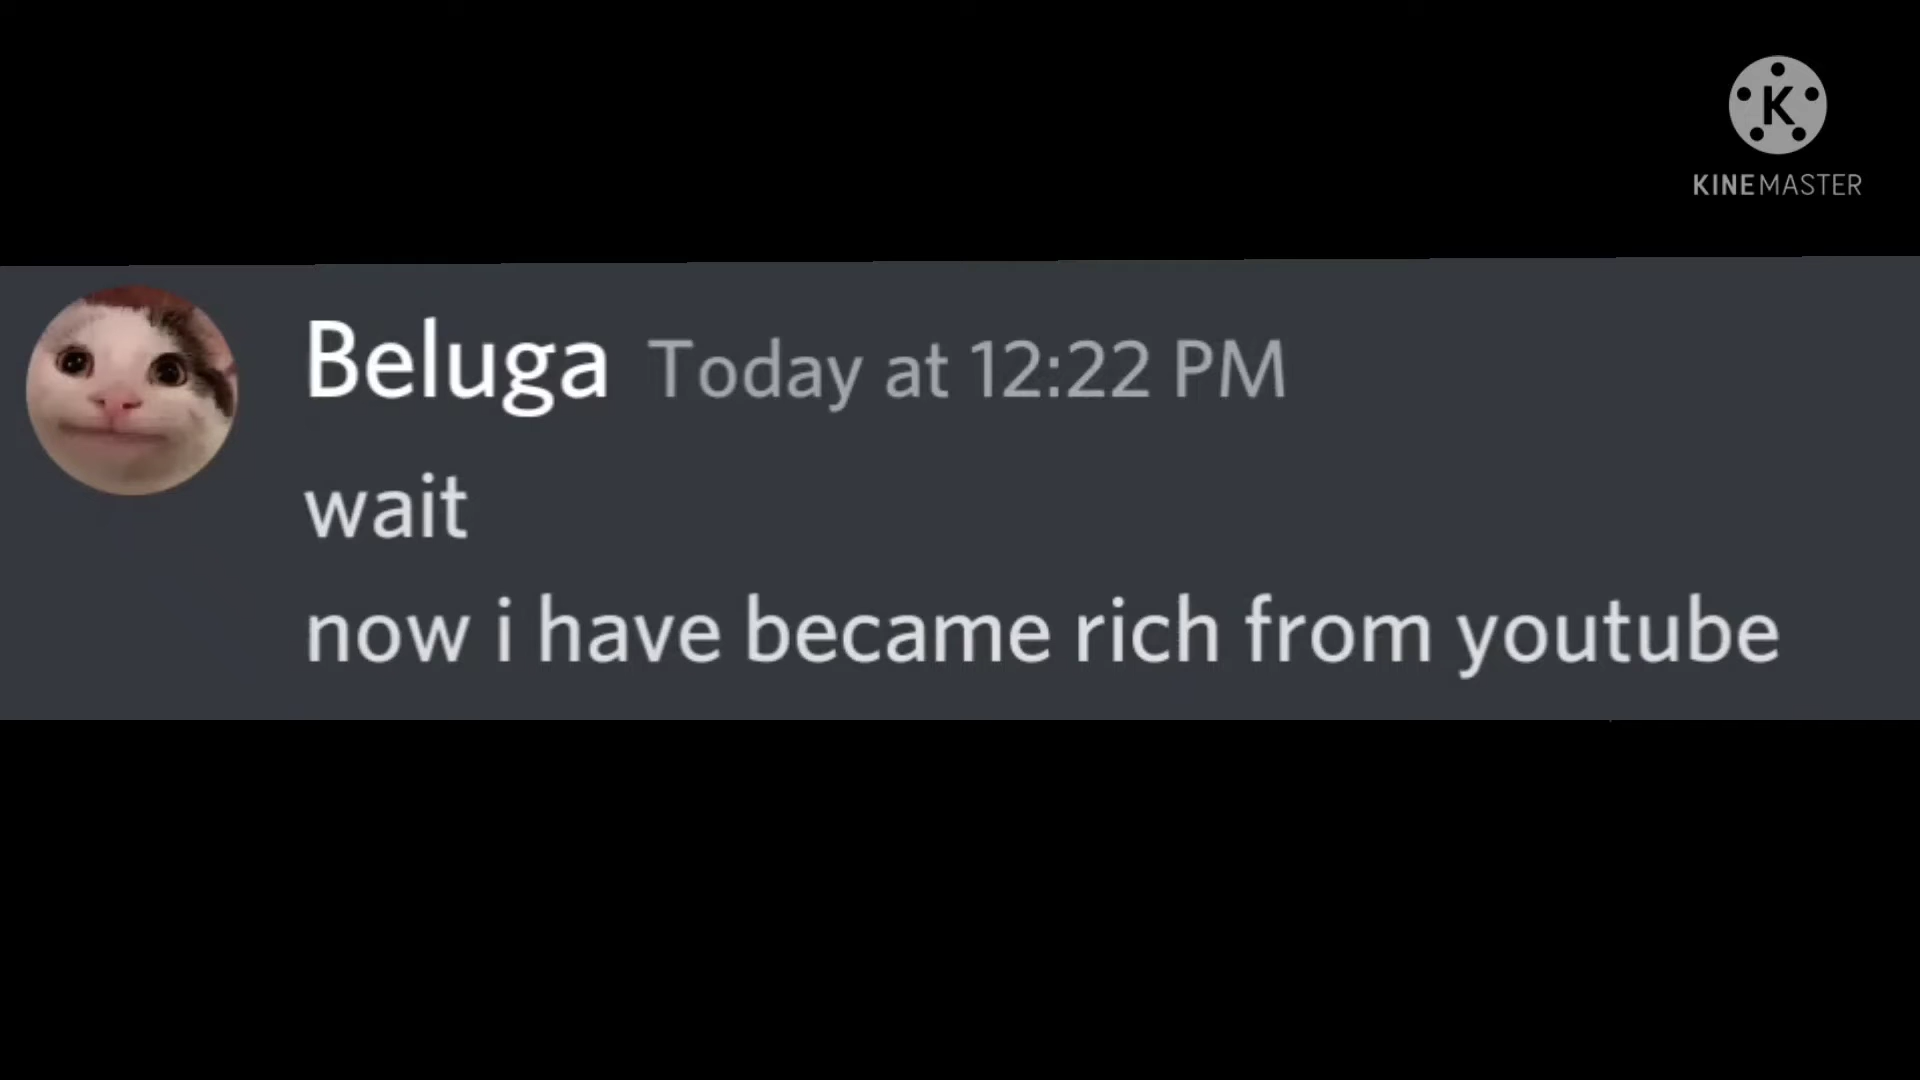 K
KINEMASTER
Beluga Today at 12:22 PM
wait
now i have became rich from youtube